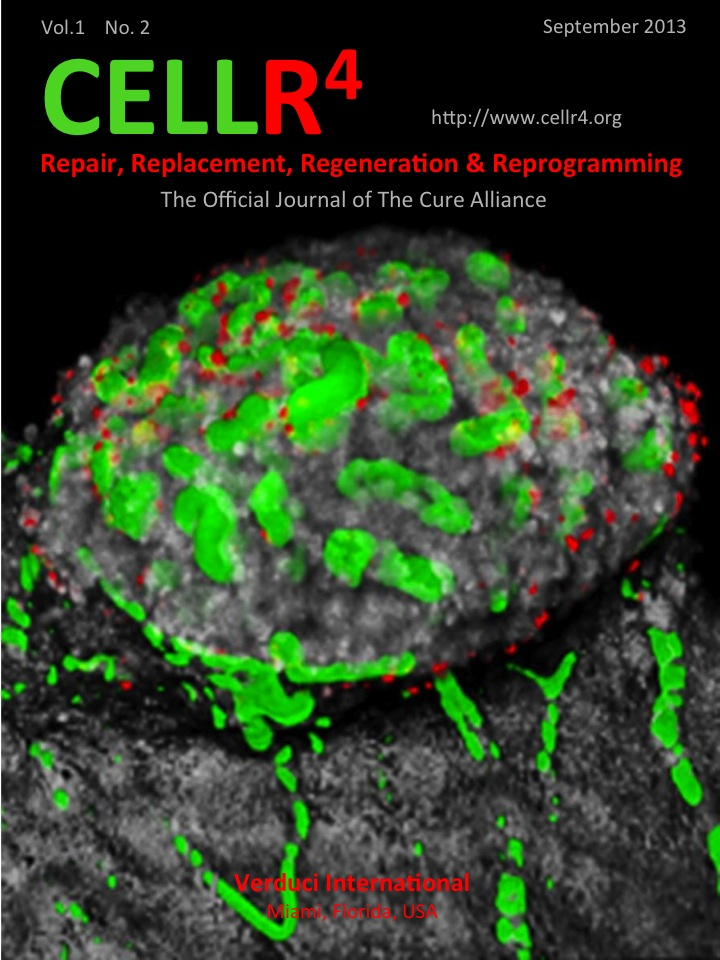 Vol.1 No. 2
September 2013
CELLR4
http://www.cellr4.org
Repair, Replacement, Regeneration & Reprogramming
The Official Journal of The Cure Alliance
Verduci International
Miami, Florida, USA